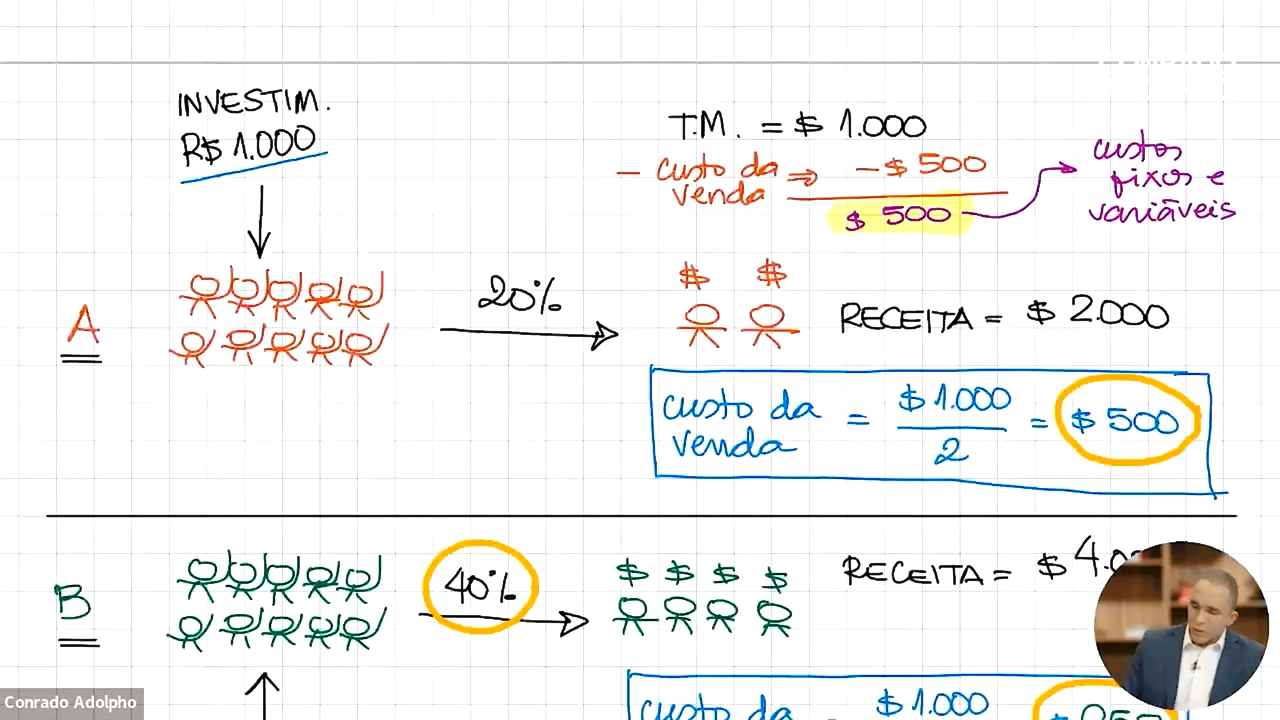 INVESTIM.
R$ 1.000
T.M. = $ 1.000
- custo da venda ⇒ -$ 500
$ 500
custos
fixos e
variáveis
A
20%
$ $
RECEITA = $ 2.000
custo da venda = $ 1.000 / 2 = $ 500
B
40%
$ $ $ $
RECEITA = $ 4.0
custo da
$ 1.000
Conrado Adolpho